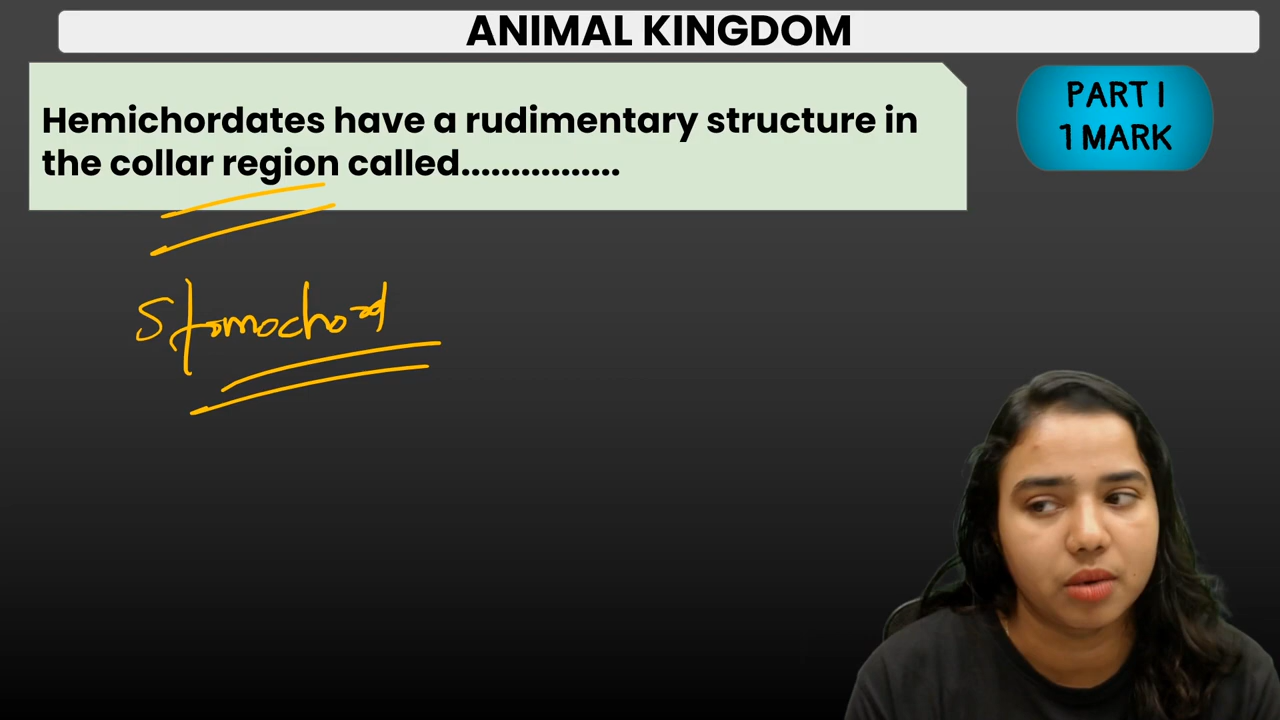 ANIMAL KINGDOM
Hemichordates have a rudimentary structure in
the collar region called................
PART I
1 MARK
Stomochord